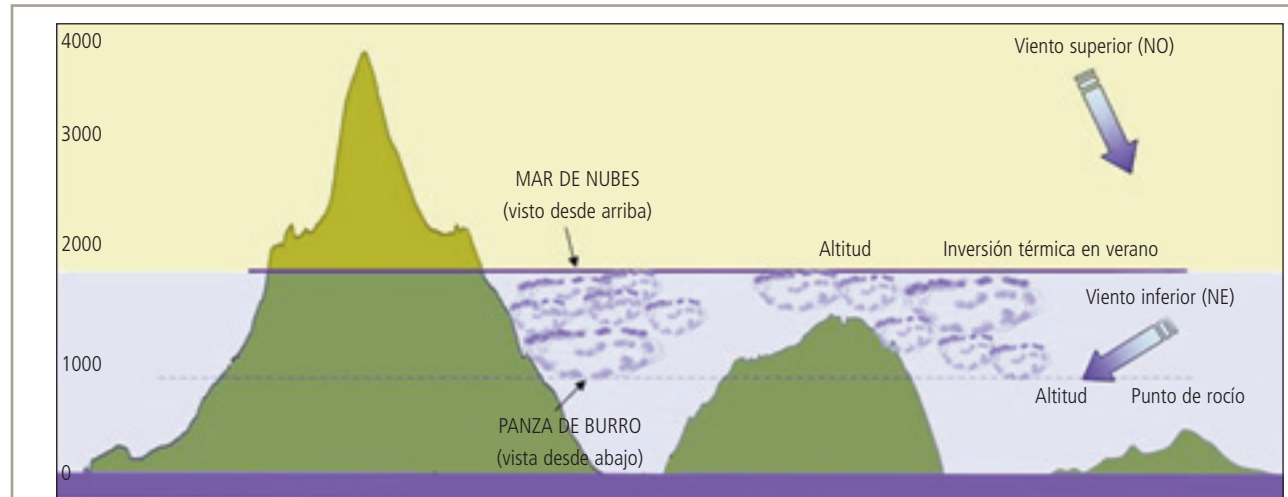 4000
Viento superior (NO)
3000
MAR DE NUBES
(visto desde arriba)
2000
Altitud Inversión térmica en verano
Viento inferior (NE)
1000
Altitud Punto de rocío
PANZA DE BURRO
(vista desde abajo)
0